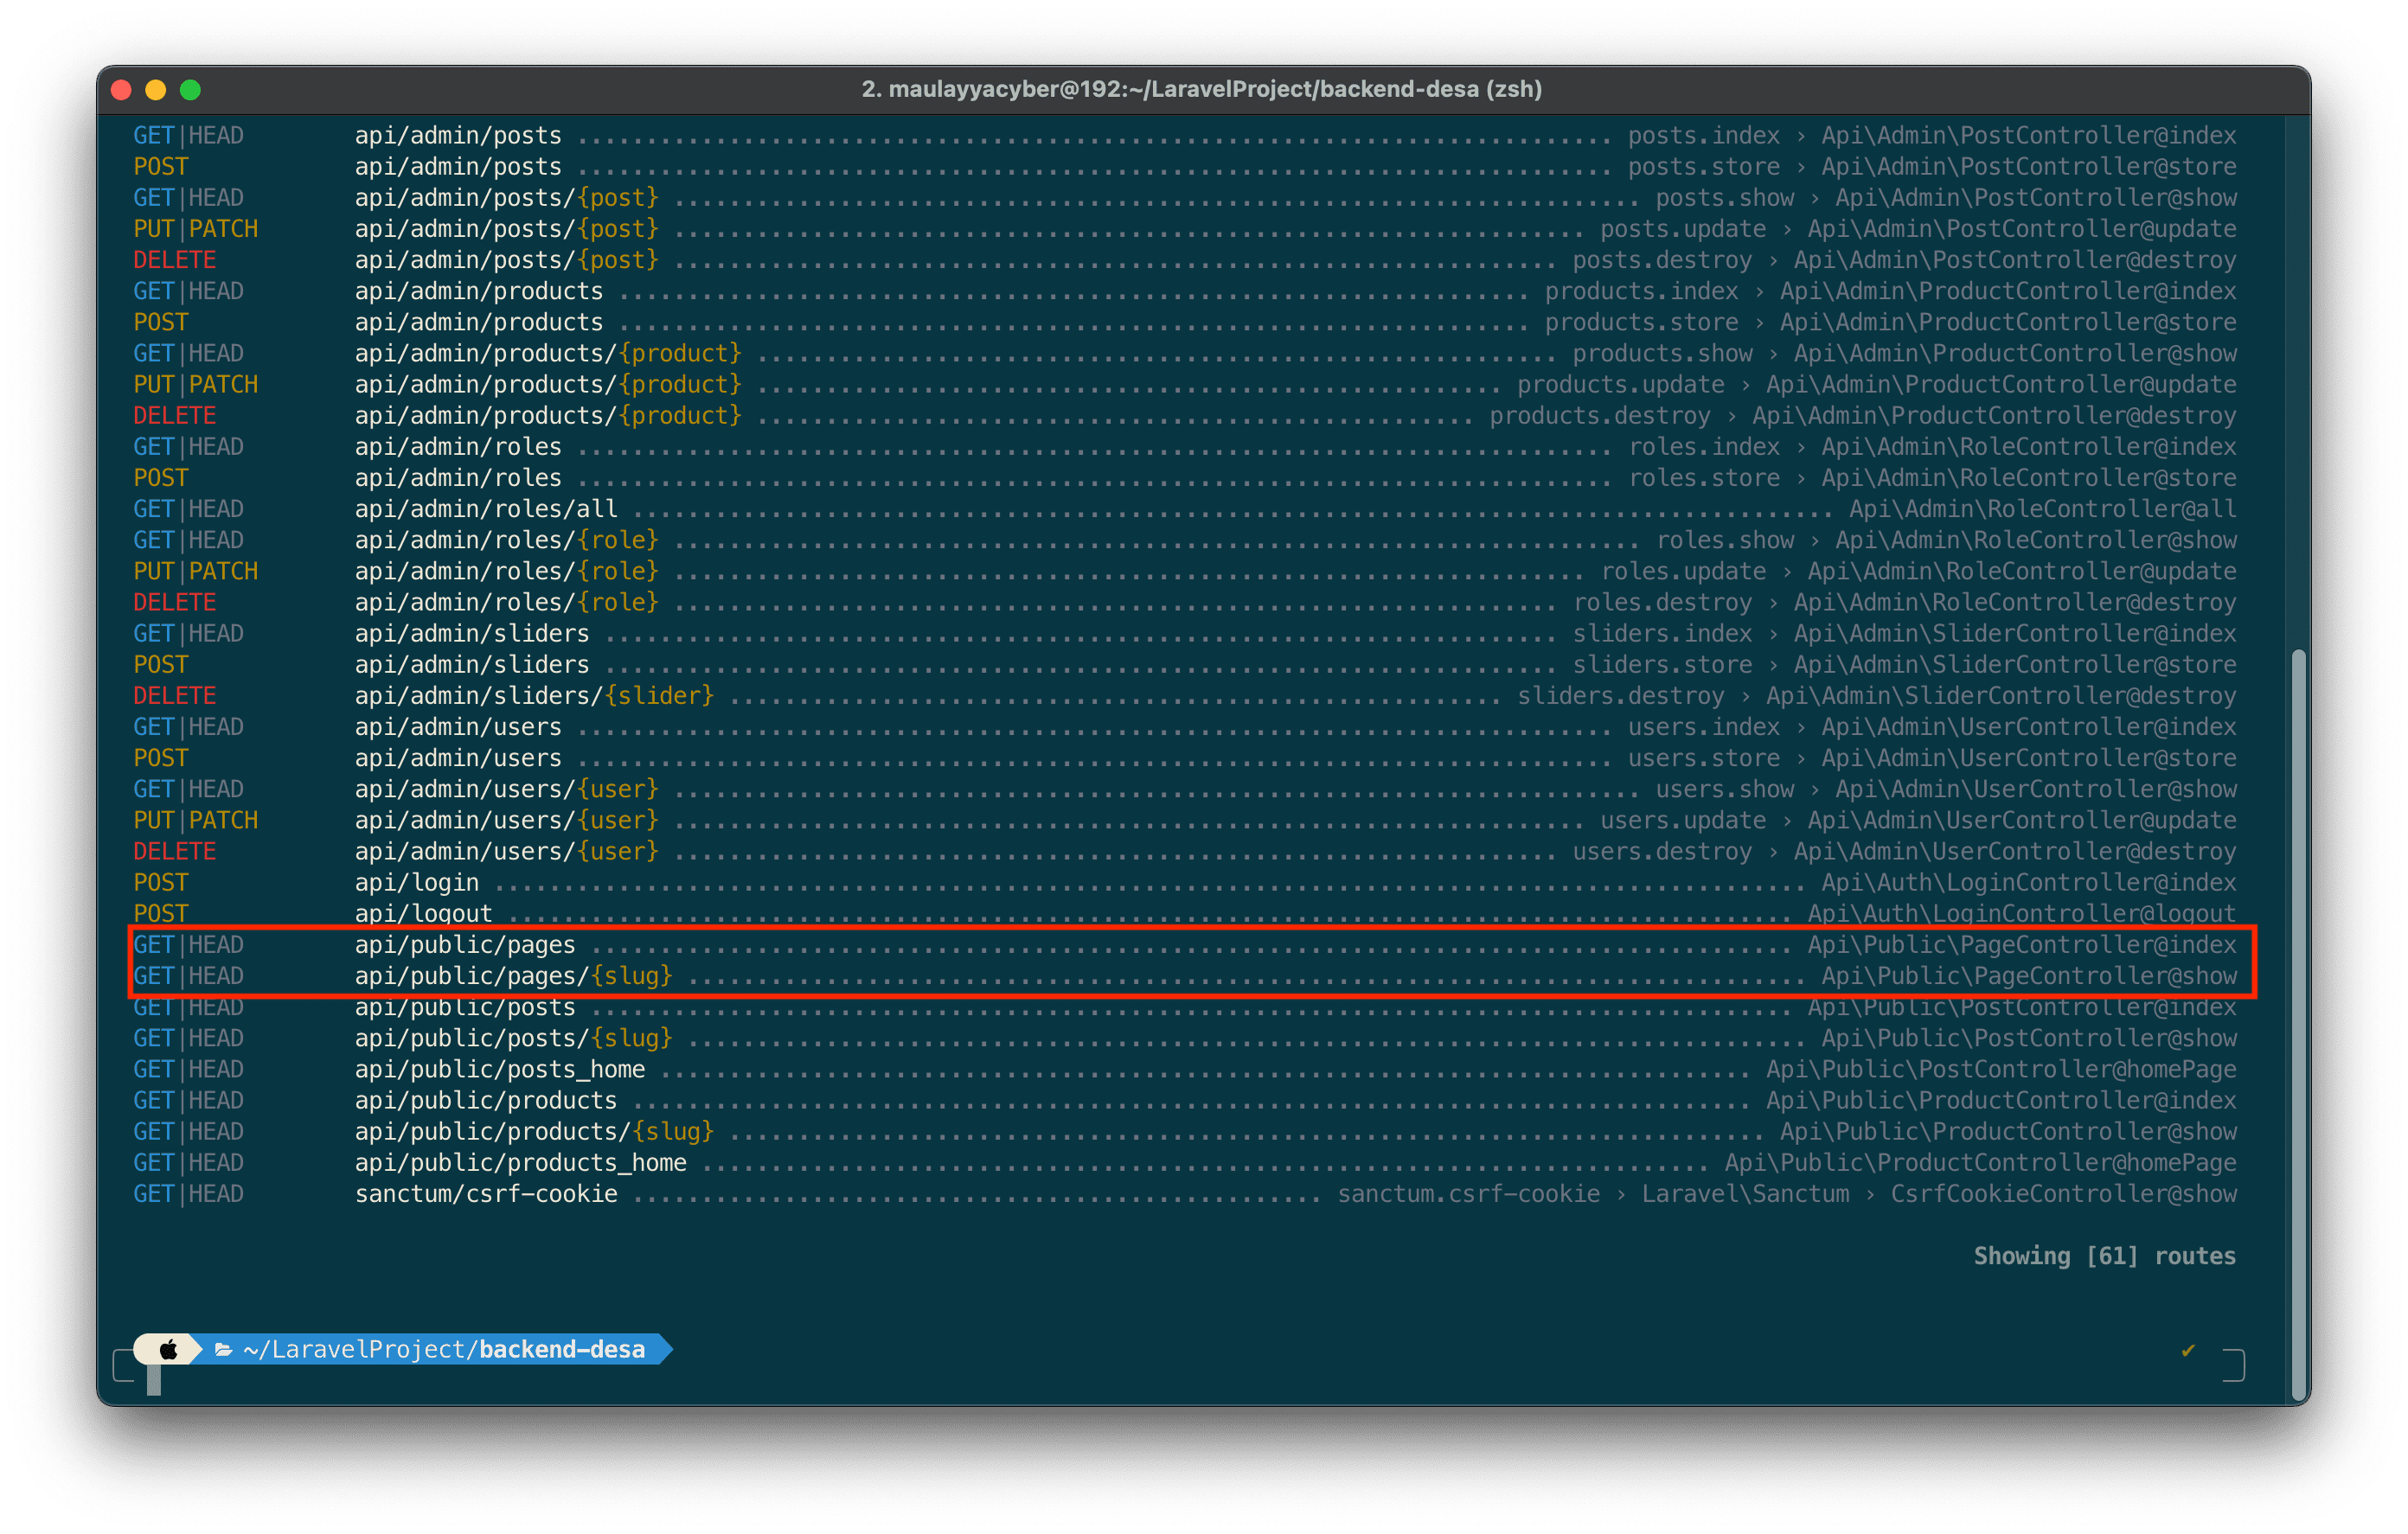 2. maulayyacyber@192:~/LaravelProject/backend-desa (zsh)
GET|HEAD api/admin/posts ........ posts.index › Api\Admin\PostController@index
POST api/admin/posts ........ posts.store › Api\Admin\PostController@store
GET|HEAD api/admin/posts/{post} ........ posts.show › Api\Admin\PostController@show
PUT|PATCH api/admin/posts/{post} ........ posts.update › Api\Admin\PostController@update
DELETE api/admin/posts/{post} ........ posts.destroy › Api\Admin\PostController@destroy
GET|HEAD api/admin/products ........ products.index › Api\Admin\ProductController@index
POST api/admin/products ........ products.store › Api\Admin\ProductController@store
GET|HEAD api/admin/products/{product} ........ products.show › Api\Admin\ProductController@show
PUT|PATCH api/admin/products/{product} ........ products.update › Api\Admin\ProductController@update
DELETE api/admin/products/{product} ........ products.destroy › Api\Admin\ProductController@destroy
GET|HEAD api/admin/roles ........ roles.index › Api\Admin\RoleController@index
POST api/admin/roles ........ roles.store › Api\Admin\RoleController@store
GET|HEAD api/admin/roles/all ........ Api\Admin\RoleController@all
GET|HEAD api/admin/roles/{role} ........ roles.show › Api\Admin\RoleController@show
PUT|PATCH api/admin/roles/{role} ........ roles.update › Api\Admin\RoleController@update
DELETE api/admin/roles/{role} ........ roles.destroy › Api\Admin\RoleController@destroy
GET|HEAD api/admin/sliders ........ sliders.index › Api\Admin\SliderController@index
POST api/admin/sliders ........ sliders.store › Api\Admin\SliderController@store
DELETE api/admin/sliders/{slider} ........ sliders.destroy › Api\Admin\SliderController@destroy
GET|HEAD api/admin/users ........ users.index › Api\Admin\UserController@index
POST api/admin/users ........ users.store › Api\Admin\UserController@store
GET|HEAD api/admin/users/{user} ........ users.show › Api\Admin\UserController@show
PUT|PATCH api/admin/users/{user} ........ users.update › Api\Admin\UserController@update
DELETE api/admin/users/{user} ........ users.destroy › Api\Admin\UserController@destroy
POST api/login ........ Api\Auth\LoginController@index
POST api/logout ........ Api\Auth\LoginController@logout
GET|HEAD api/public/pages ........ Api\Public\PageController@index
GET|HEAD api/public/pages/{slug} ........ Api\Public\PageController@show
GET|HEAD api/public/posts ........ Api\Public\PostController@index
GET|HEAD api/public/posts/{slug} ........ Api\Public\PostController@show
GET|HEAD api/public/posts_home ........ Api\Public\PostController@homePage
GET|HEAD api/public/products ........ Api\Public\ProductController@index
GET|HEAD api/public/products/{slug} ........ Api\Public\ProductController@show
GET|HEAD api/public/products_home ........ Api\Public\ProductController@homePage
GET|HEAD sanctum/csrf-cookie ........ sanctum.csrf-cookie › Laravel\Sanctum › CsrfCookieController@show
Showing [61] routes
~/LaravelProject/backend-desa ✔